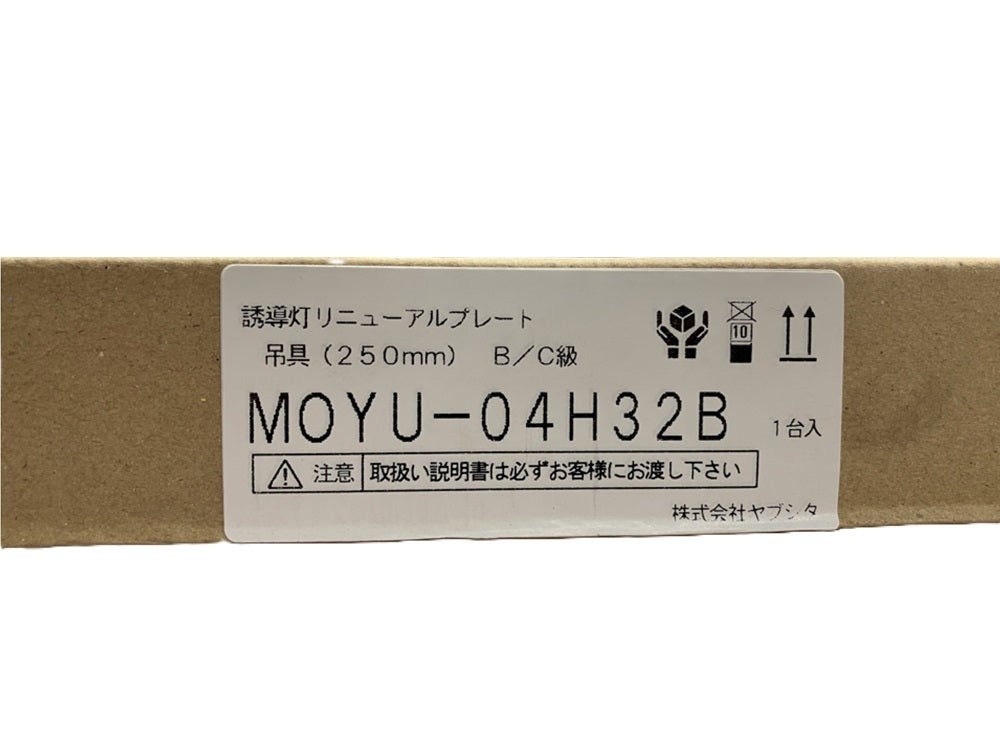 誘導灯リニューアルプレート
吊具（250mm） B／C級
MOYU−04H32B 1台入
注意 取扱い説明書は必ずお客様にお渡し下さい
10
株式会社ヤブシタ